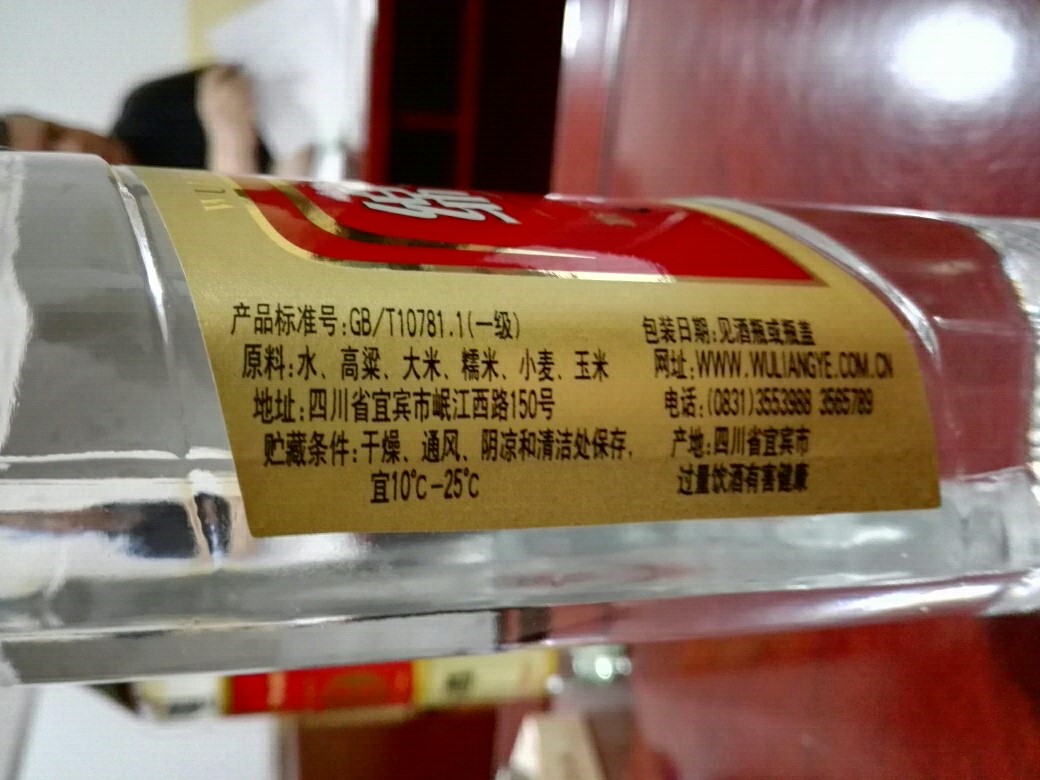 产品标准号:GB/T10781.1(一级)
原料:水、高粱、大米、糯米、小麦、玉米
地址:四川省宜宾市岷江西路150号
贮藏条件:干燥、通风、阴凉和清洁处保存,
宜10℃-25℃
包装日期:见酒瓶或瓶盖
网址:WWW.WULIANGYE.COM.CN
电话:(0831)3553988 3565789
产地:四川省宜宾市
过量饮酒有害健康